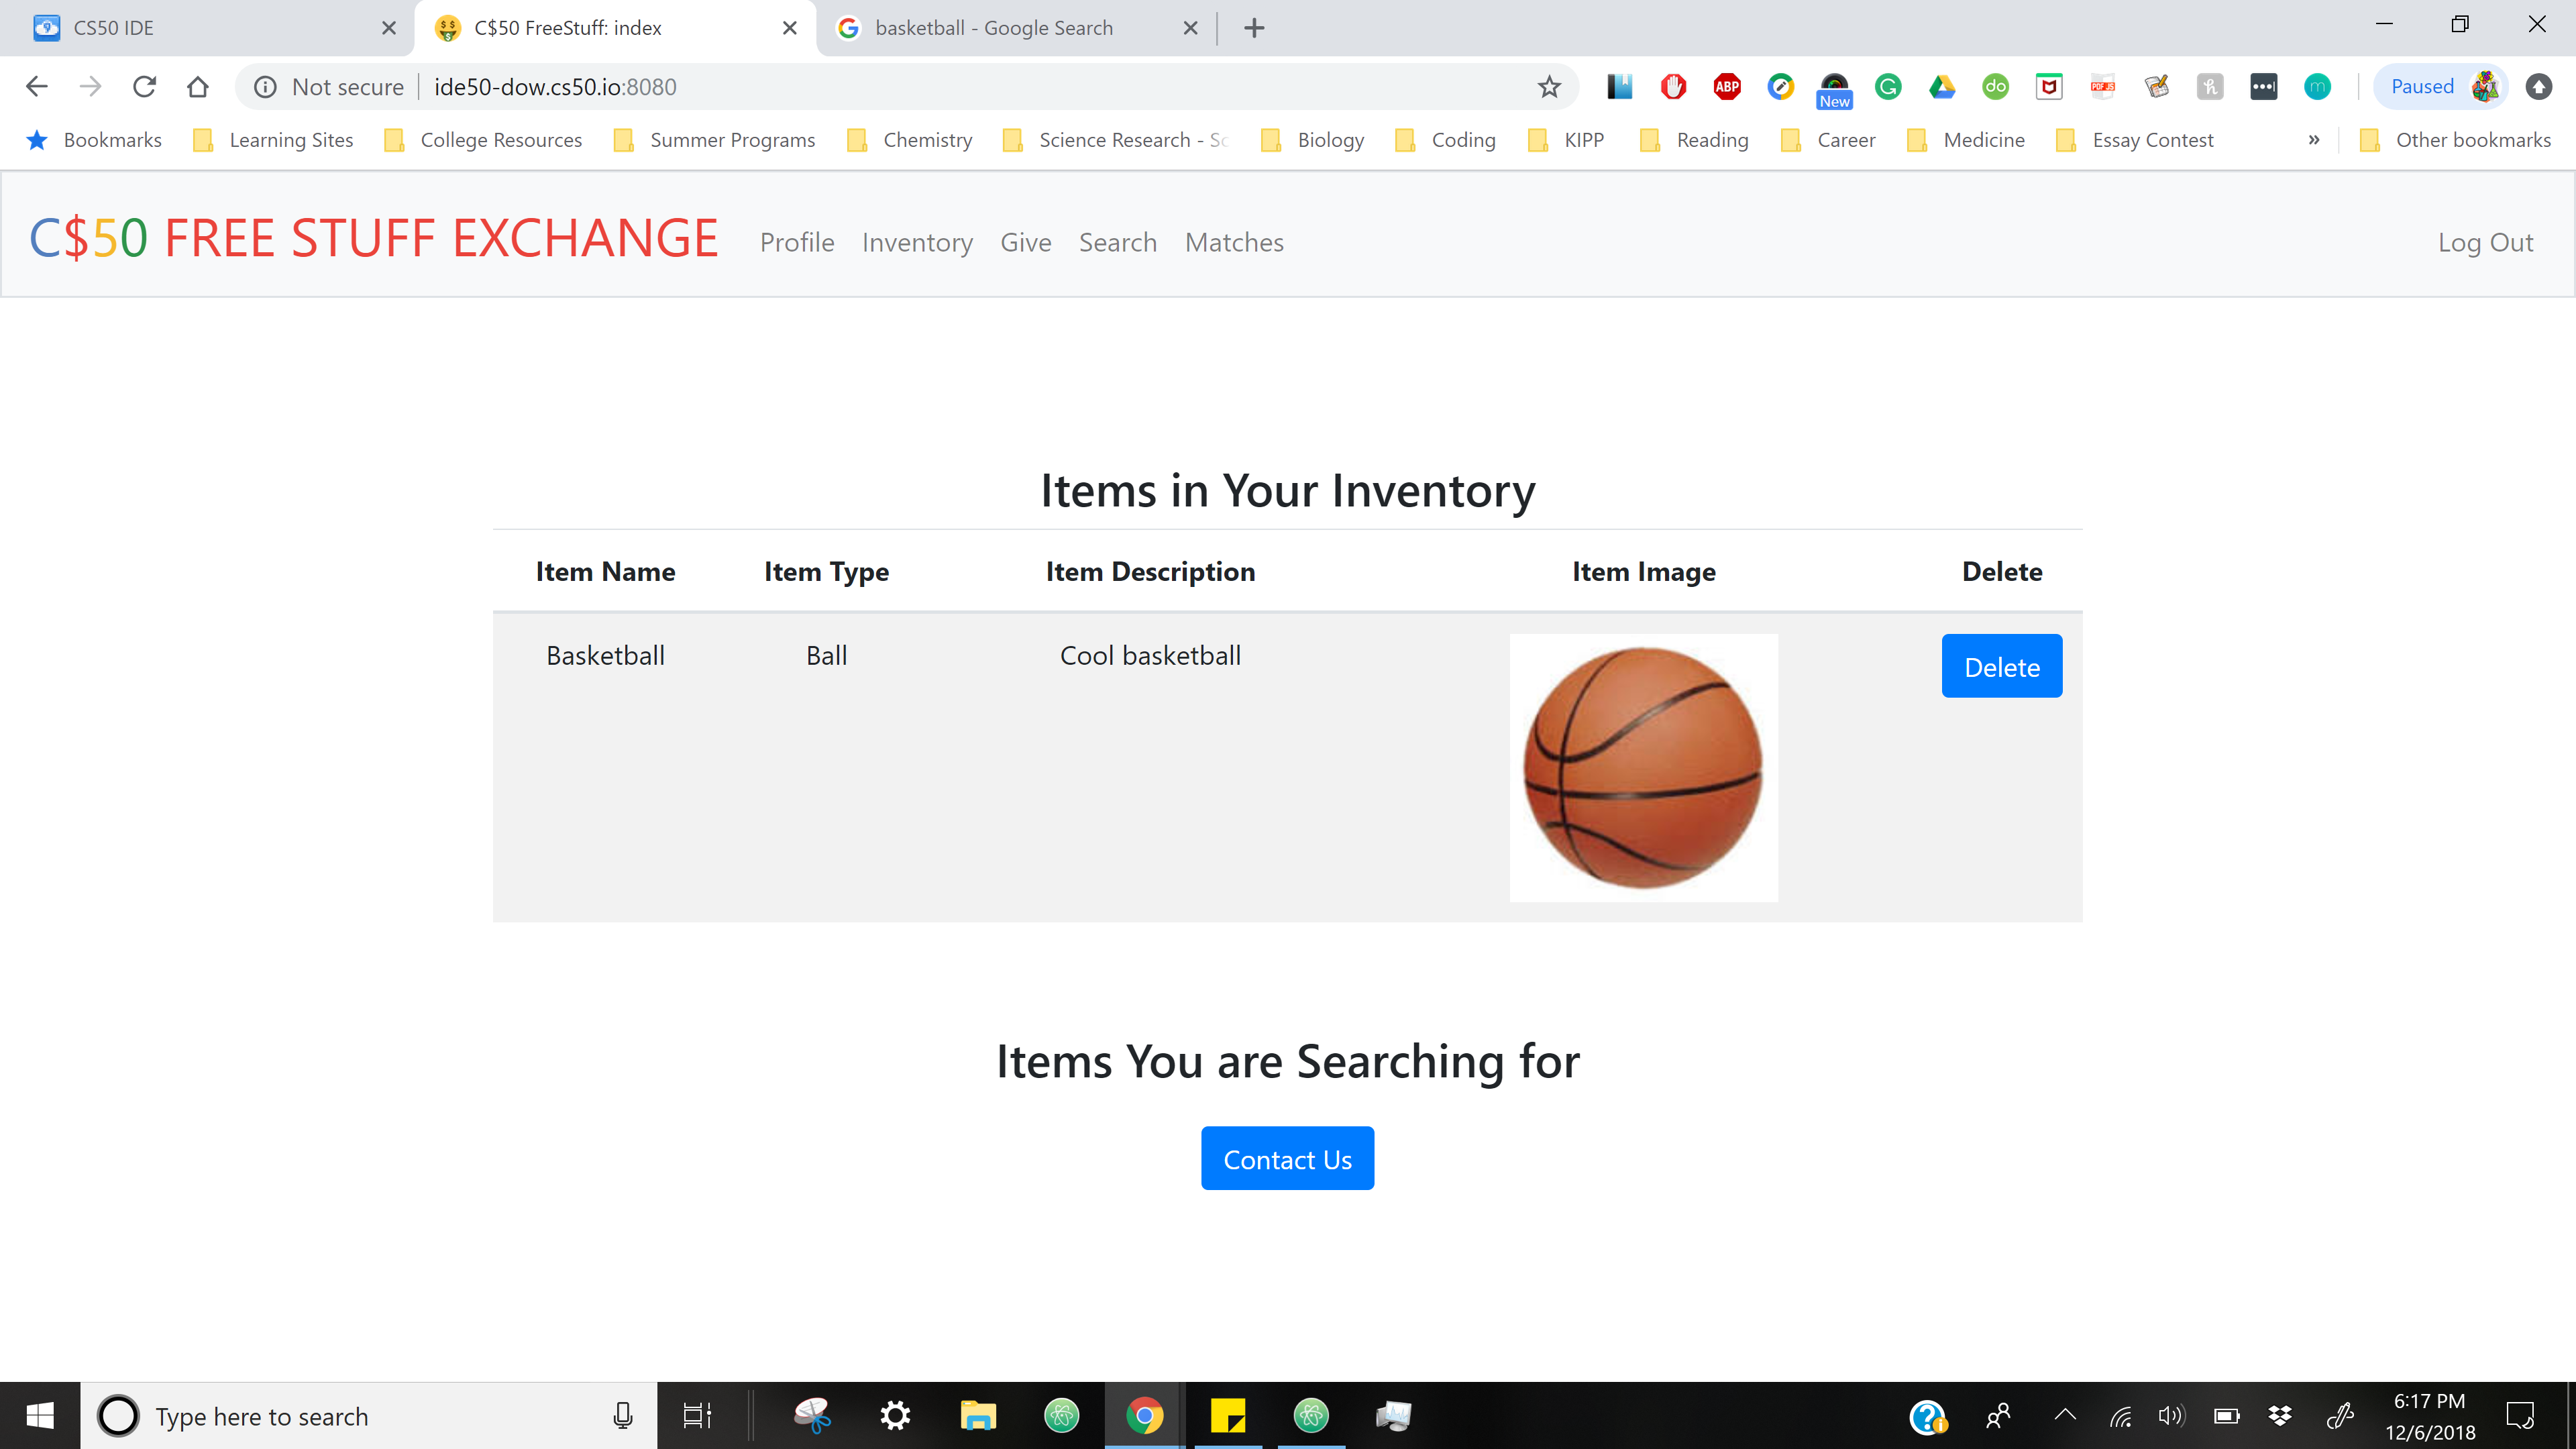 CS50 IDE
C$50 FreeStuff: index
basketball - Google Search
Not secure
ide50-dow.cs50.io:8080
ABP
New
do
PDF JS
h
m
Paused
Bookmarks
Learning Sites
College Resources
Summer Programs
Chemistry
Science Research - Sc
Biology
Coding
KIPP
Reading
Career
Medicine
Essay Contest
»
Other bookmarks
C$50 FREE STUFF EXCHANGE
Profile
Inventory
Give
Search
Matches
Log Out
Items in Your Inventory
Item Name Item Type Item Description Item Image Delete
Basketball Ball Cool basketball Delete
Items You are Searching for
Contact Us
Type here to search
6:17 PM
12/6/2018